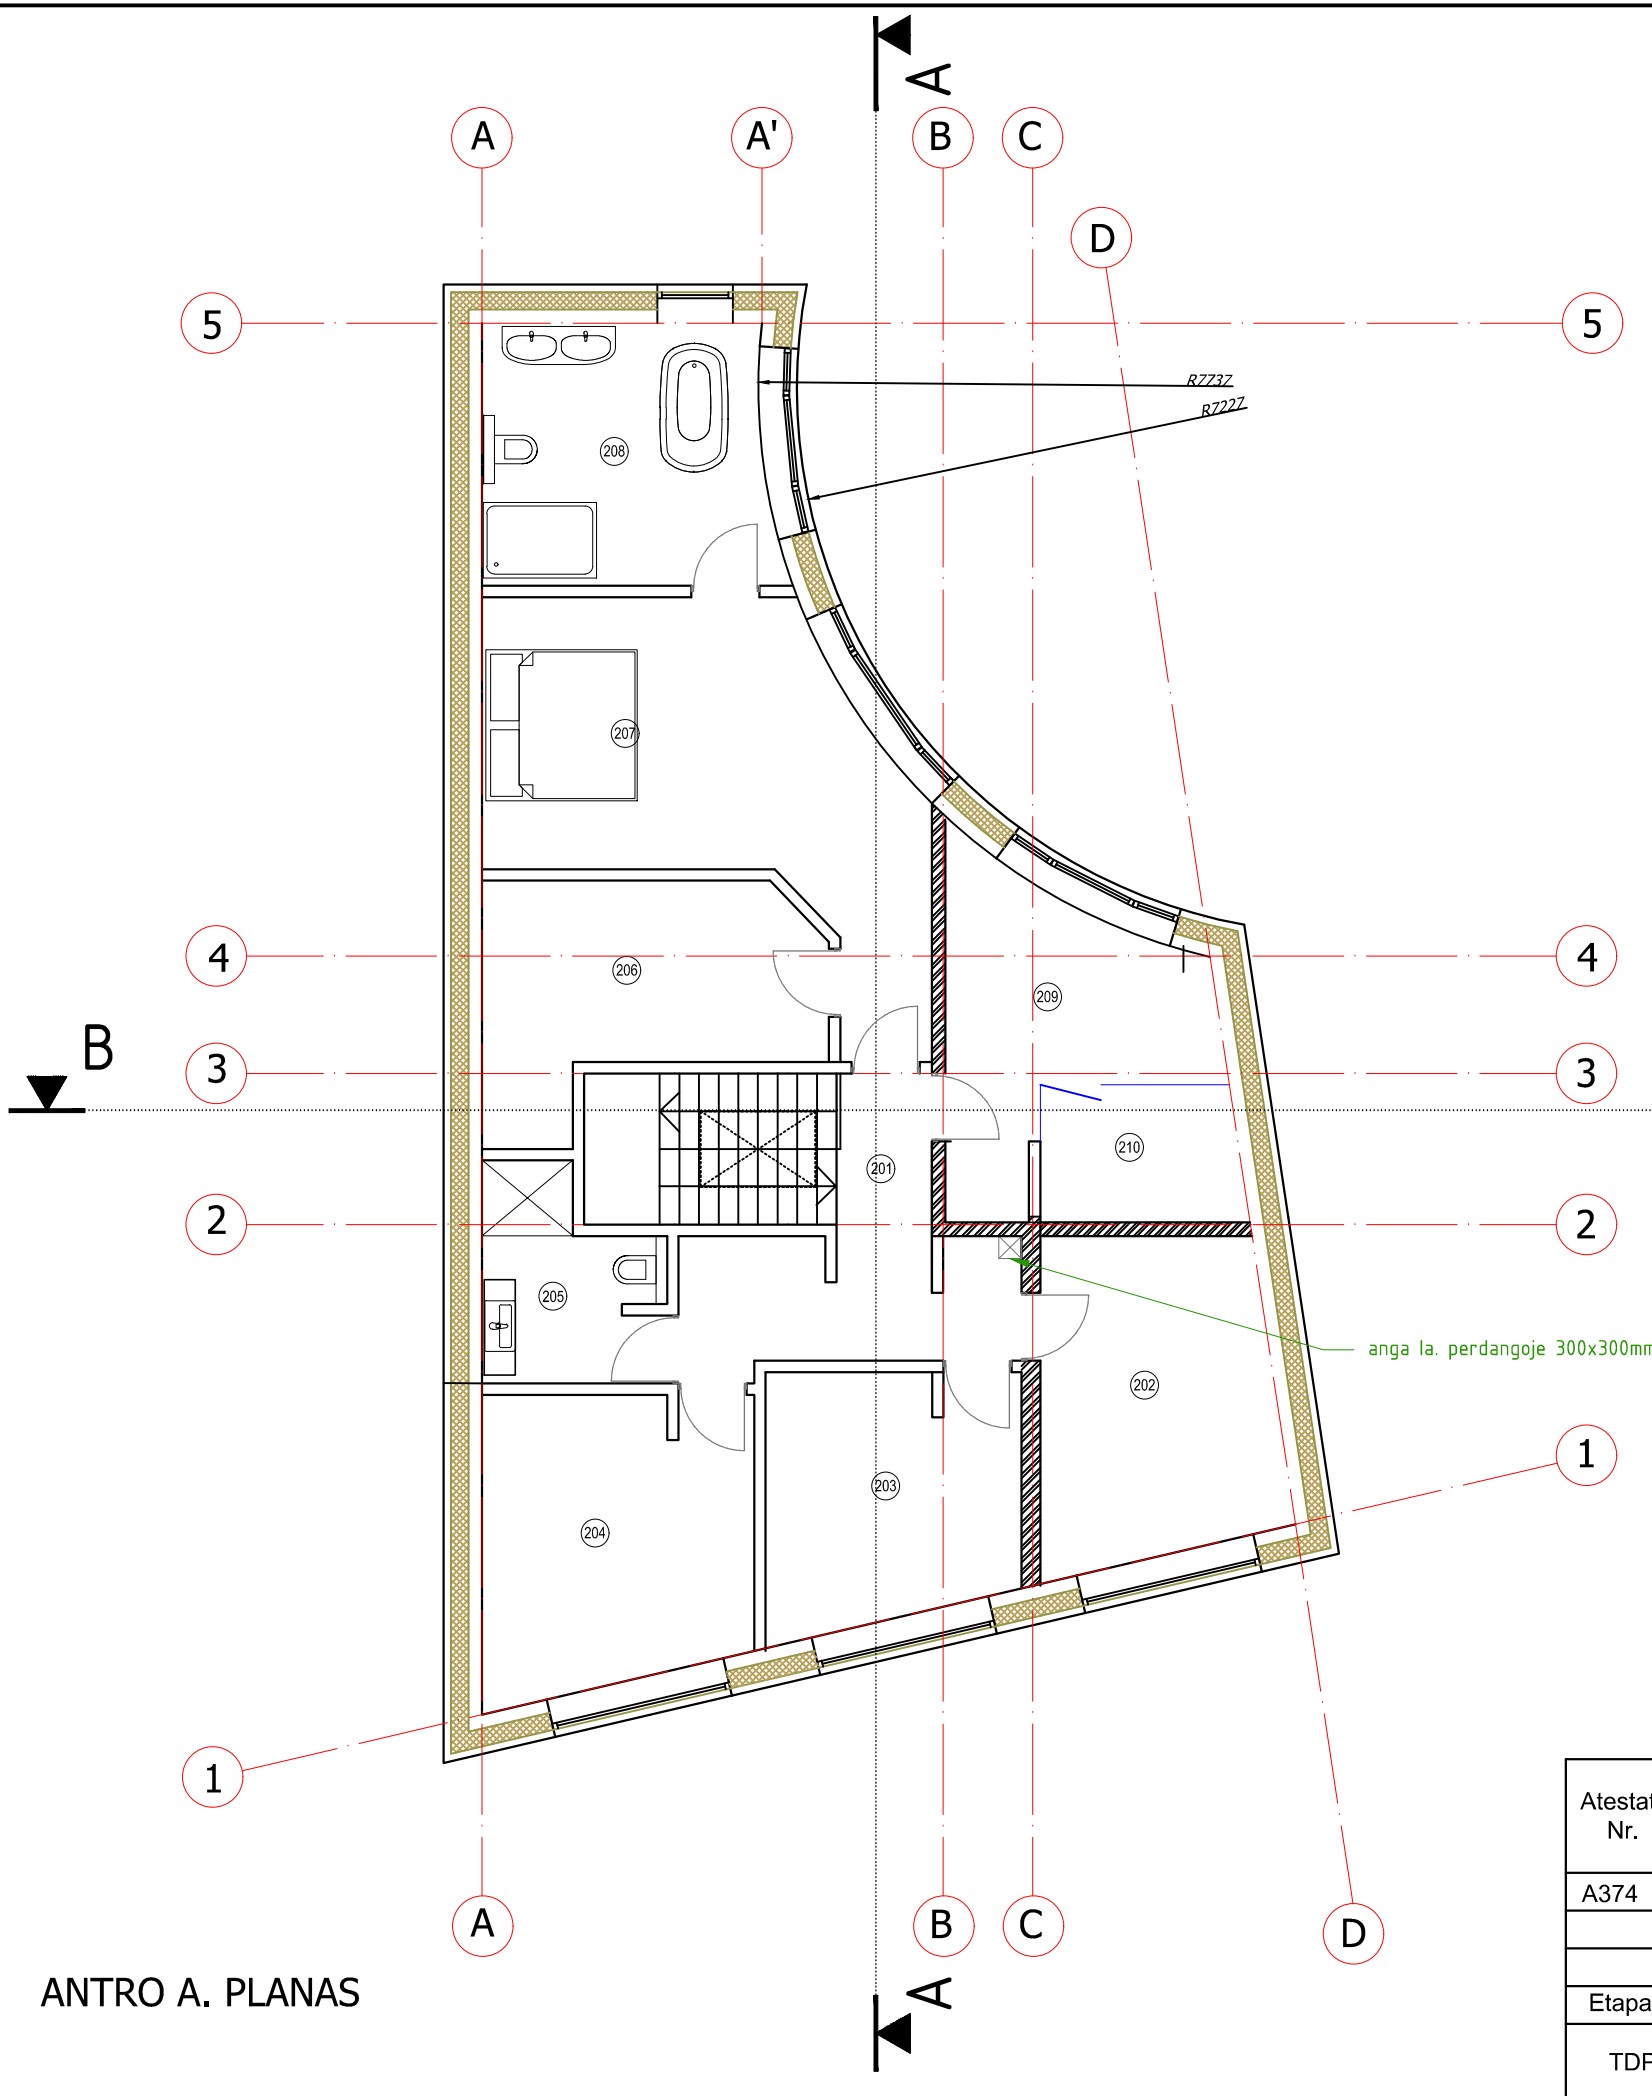 A
A A' B C
D
5 5
R7737
R7227
208
207
4 4
206
209
B
3 3
210
201
2 2
205
anga la. perdangoje 300x300mm
202
1
203
204
1
Atestat
Nr.
A374
A B C D
ANTRO A. PLANAS
A
Etapa
TDP